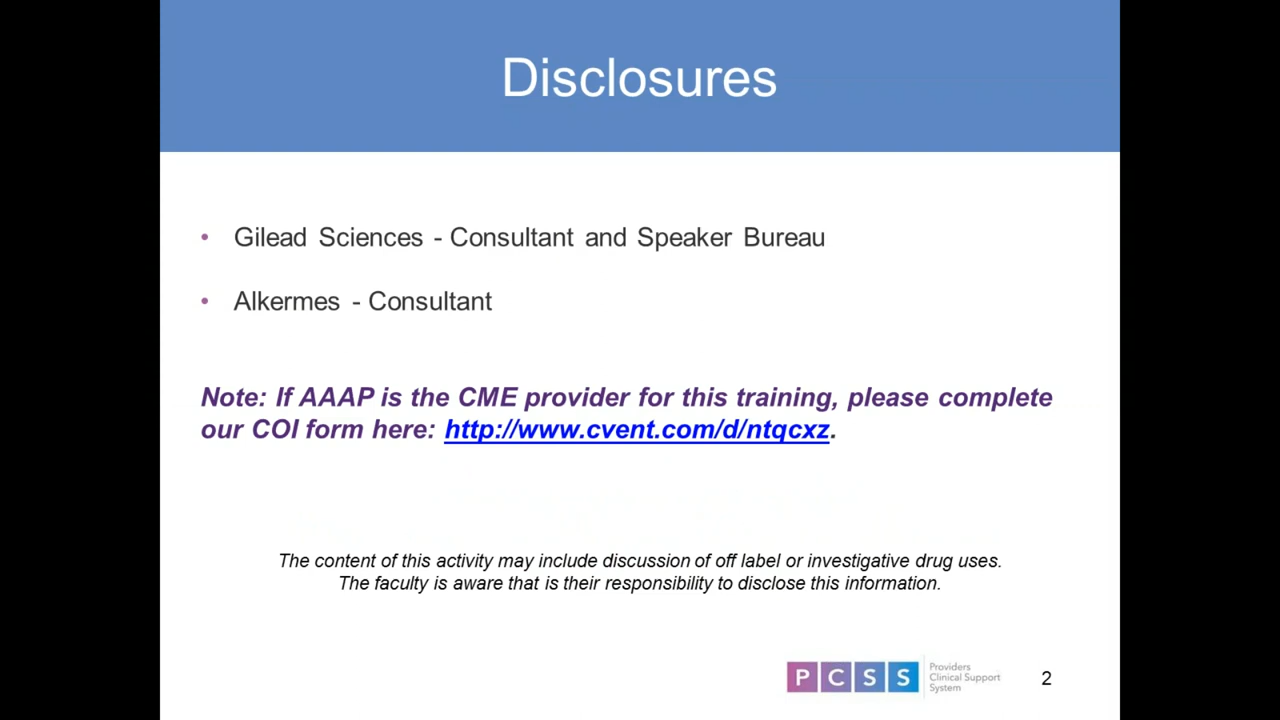 Disclosures
• Gilead Sciences - Consultant and Speaker Bureau
• Alkermes - Consultant
Note: If AAAP is the CME provider for this training, please complete
our COI form here: http://www.cvent.com/d/ntqcxz.
The content of this activity may include discussion of off label or investigative drug uses.
The faculty is aware that is their responsibility to disclose this information.
PCSS
Providers
Clinical Support
System
2